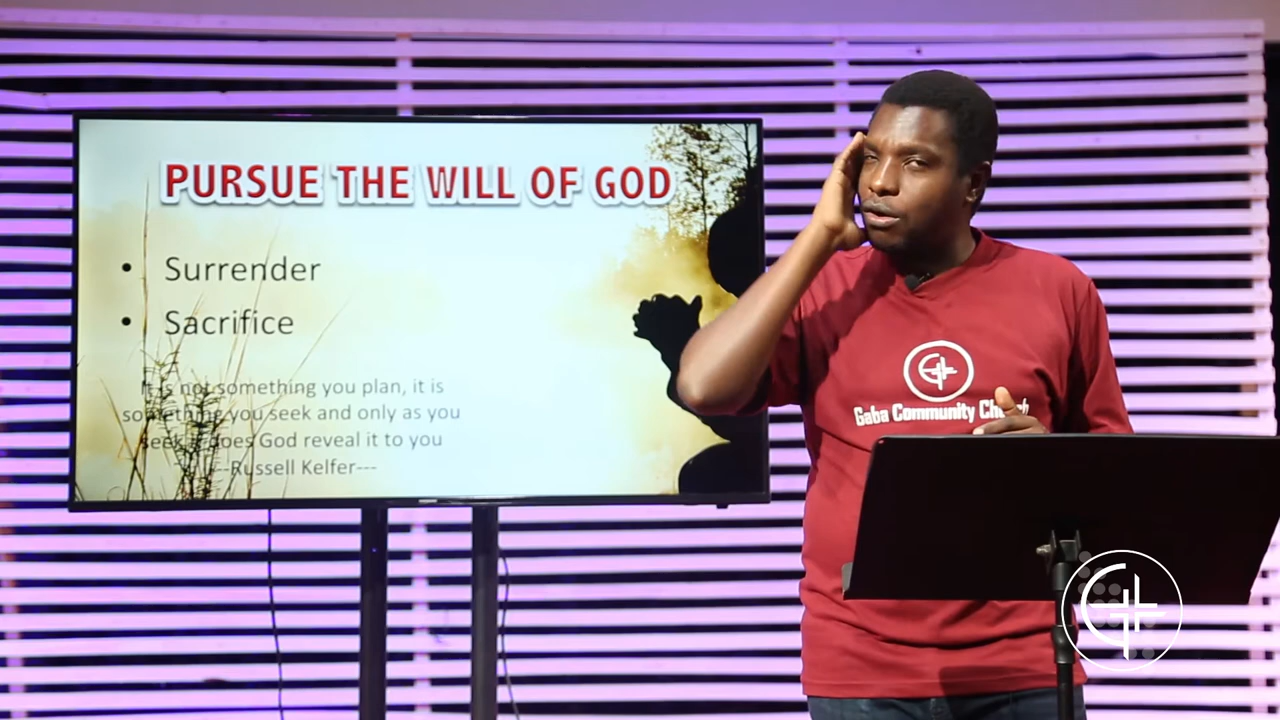 PURSUE THE WILL OF GOD
• Surrender
• Sacrifice
It is not something you plan, it is
something you seek and only as you
seek it does God reveal it to you
---Russell Kelfer---
Gaba Community Church